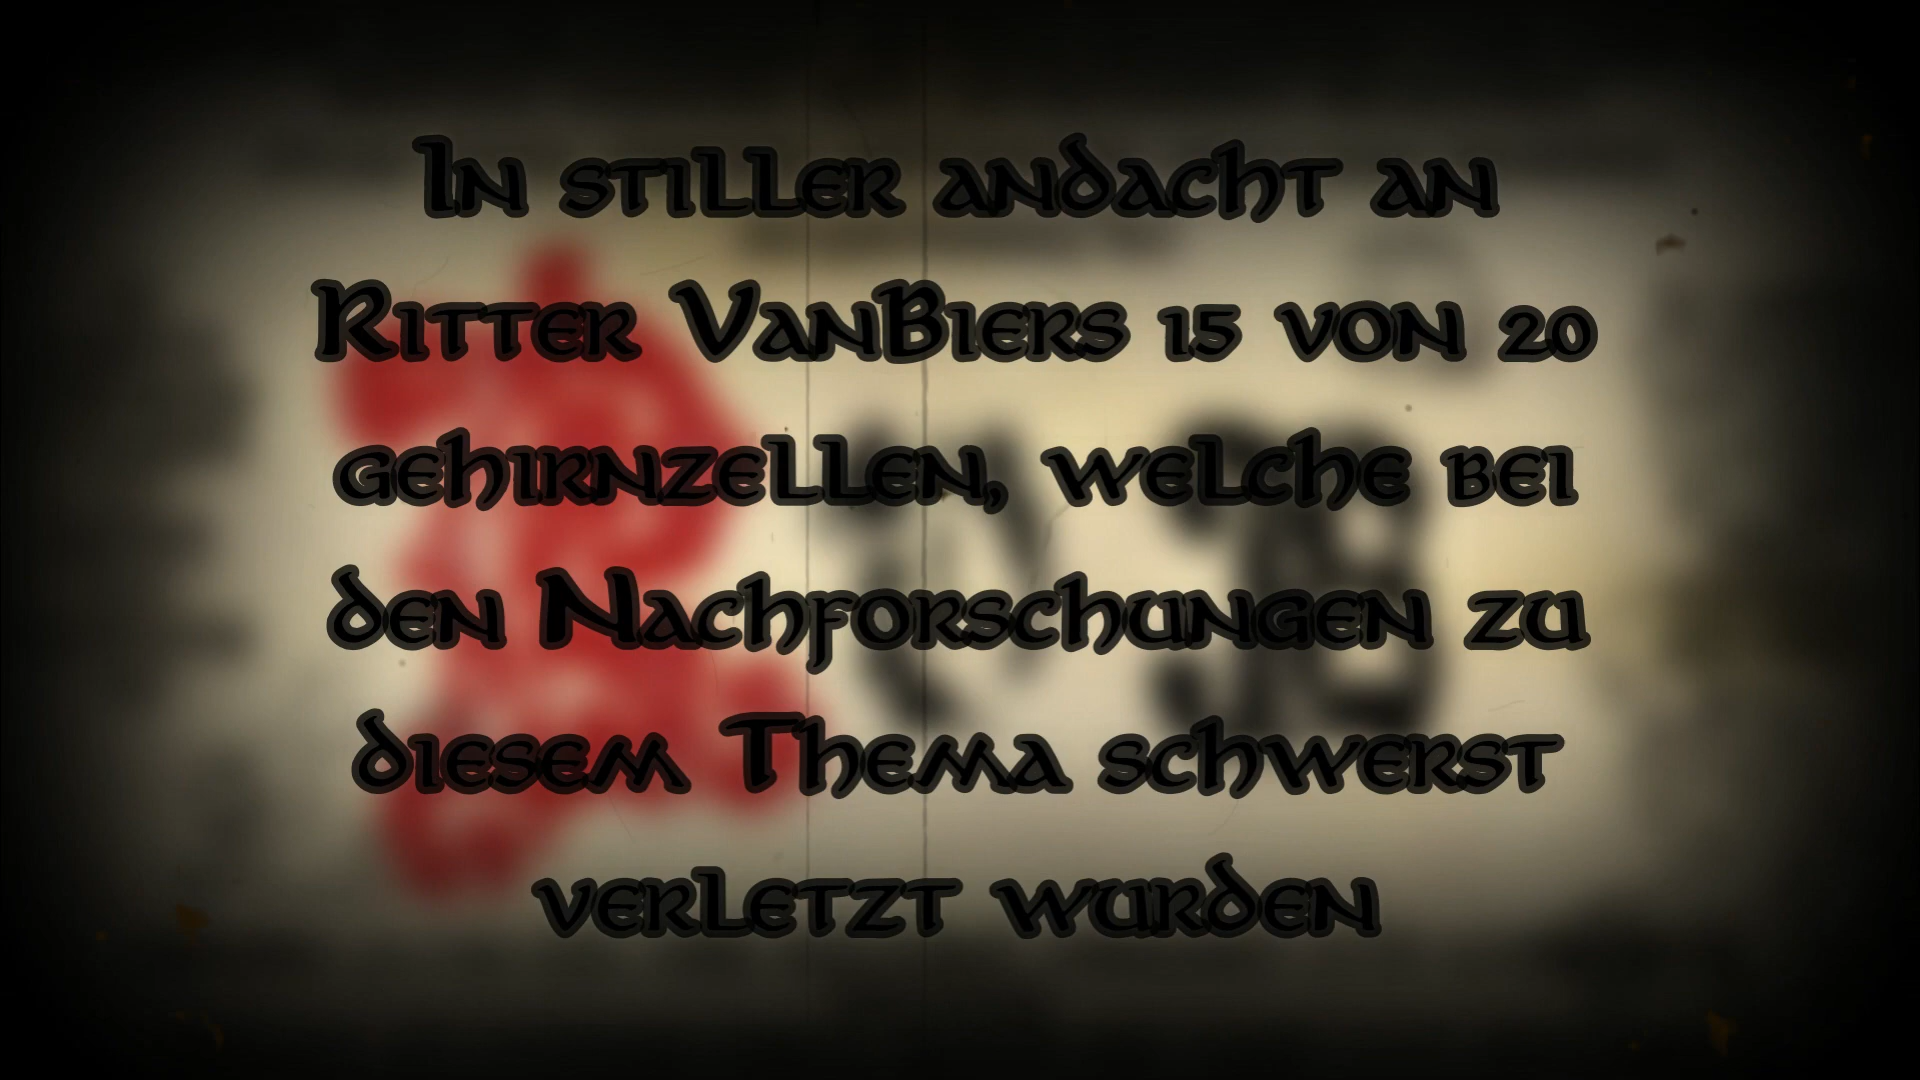 In stiller andacht an
Ritter VanBiers 15 von 20
gehirnzellen, welche bei
den Nachforschungen zu
diesem Thema schwerst
verletzt wurden